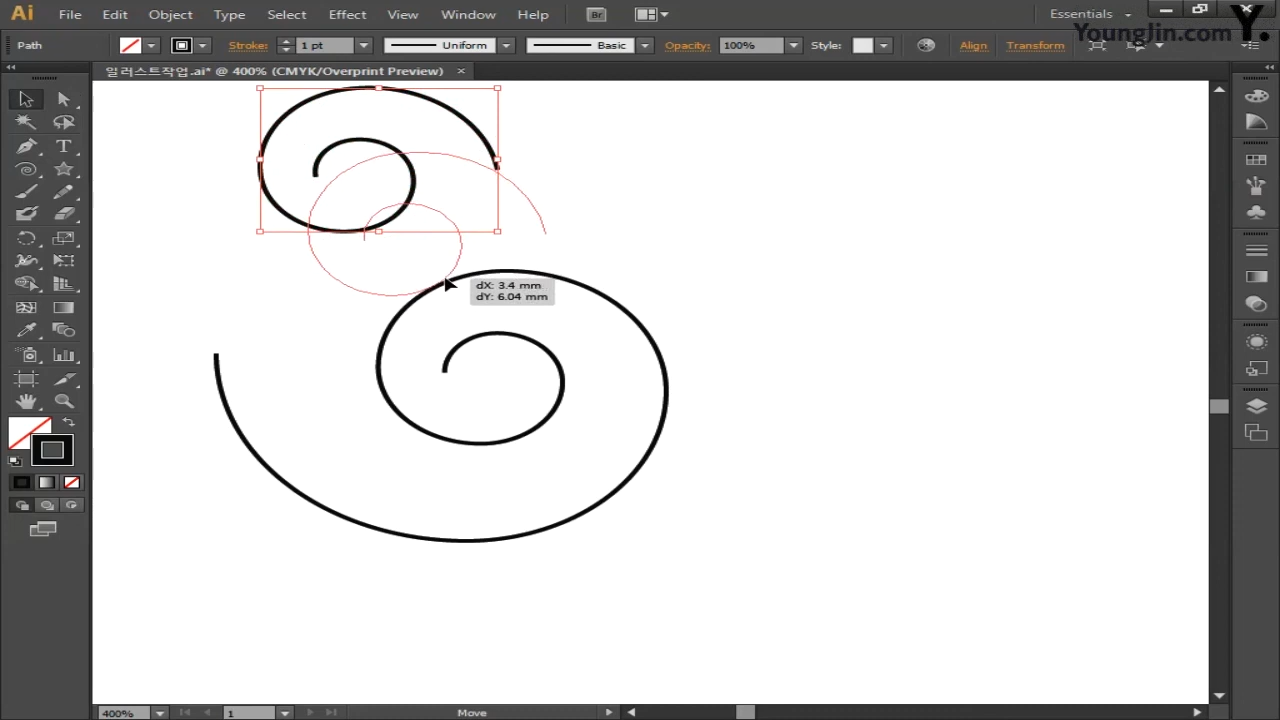 Ai File Edit Object Type Select Effect View Window Help Br Essentials
YoungJin.com Y.
Path Stroke: 1 pt Uniform Basic Opacity: 100% Style: Align Transform
일러스트작업.ai* @ 400% (CMYK/Overprint Preview) ×
T
dX: 3.4 mm
dY: 6.04 mm
400% 1 Move